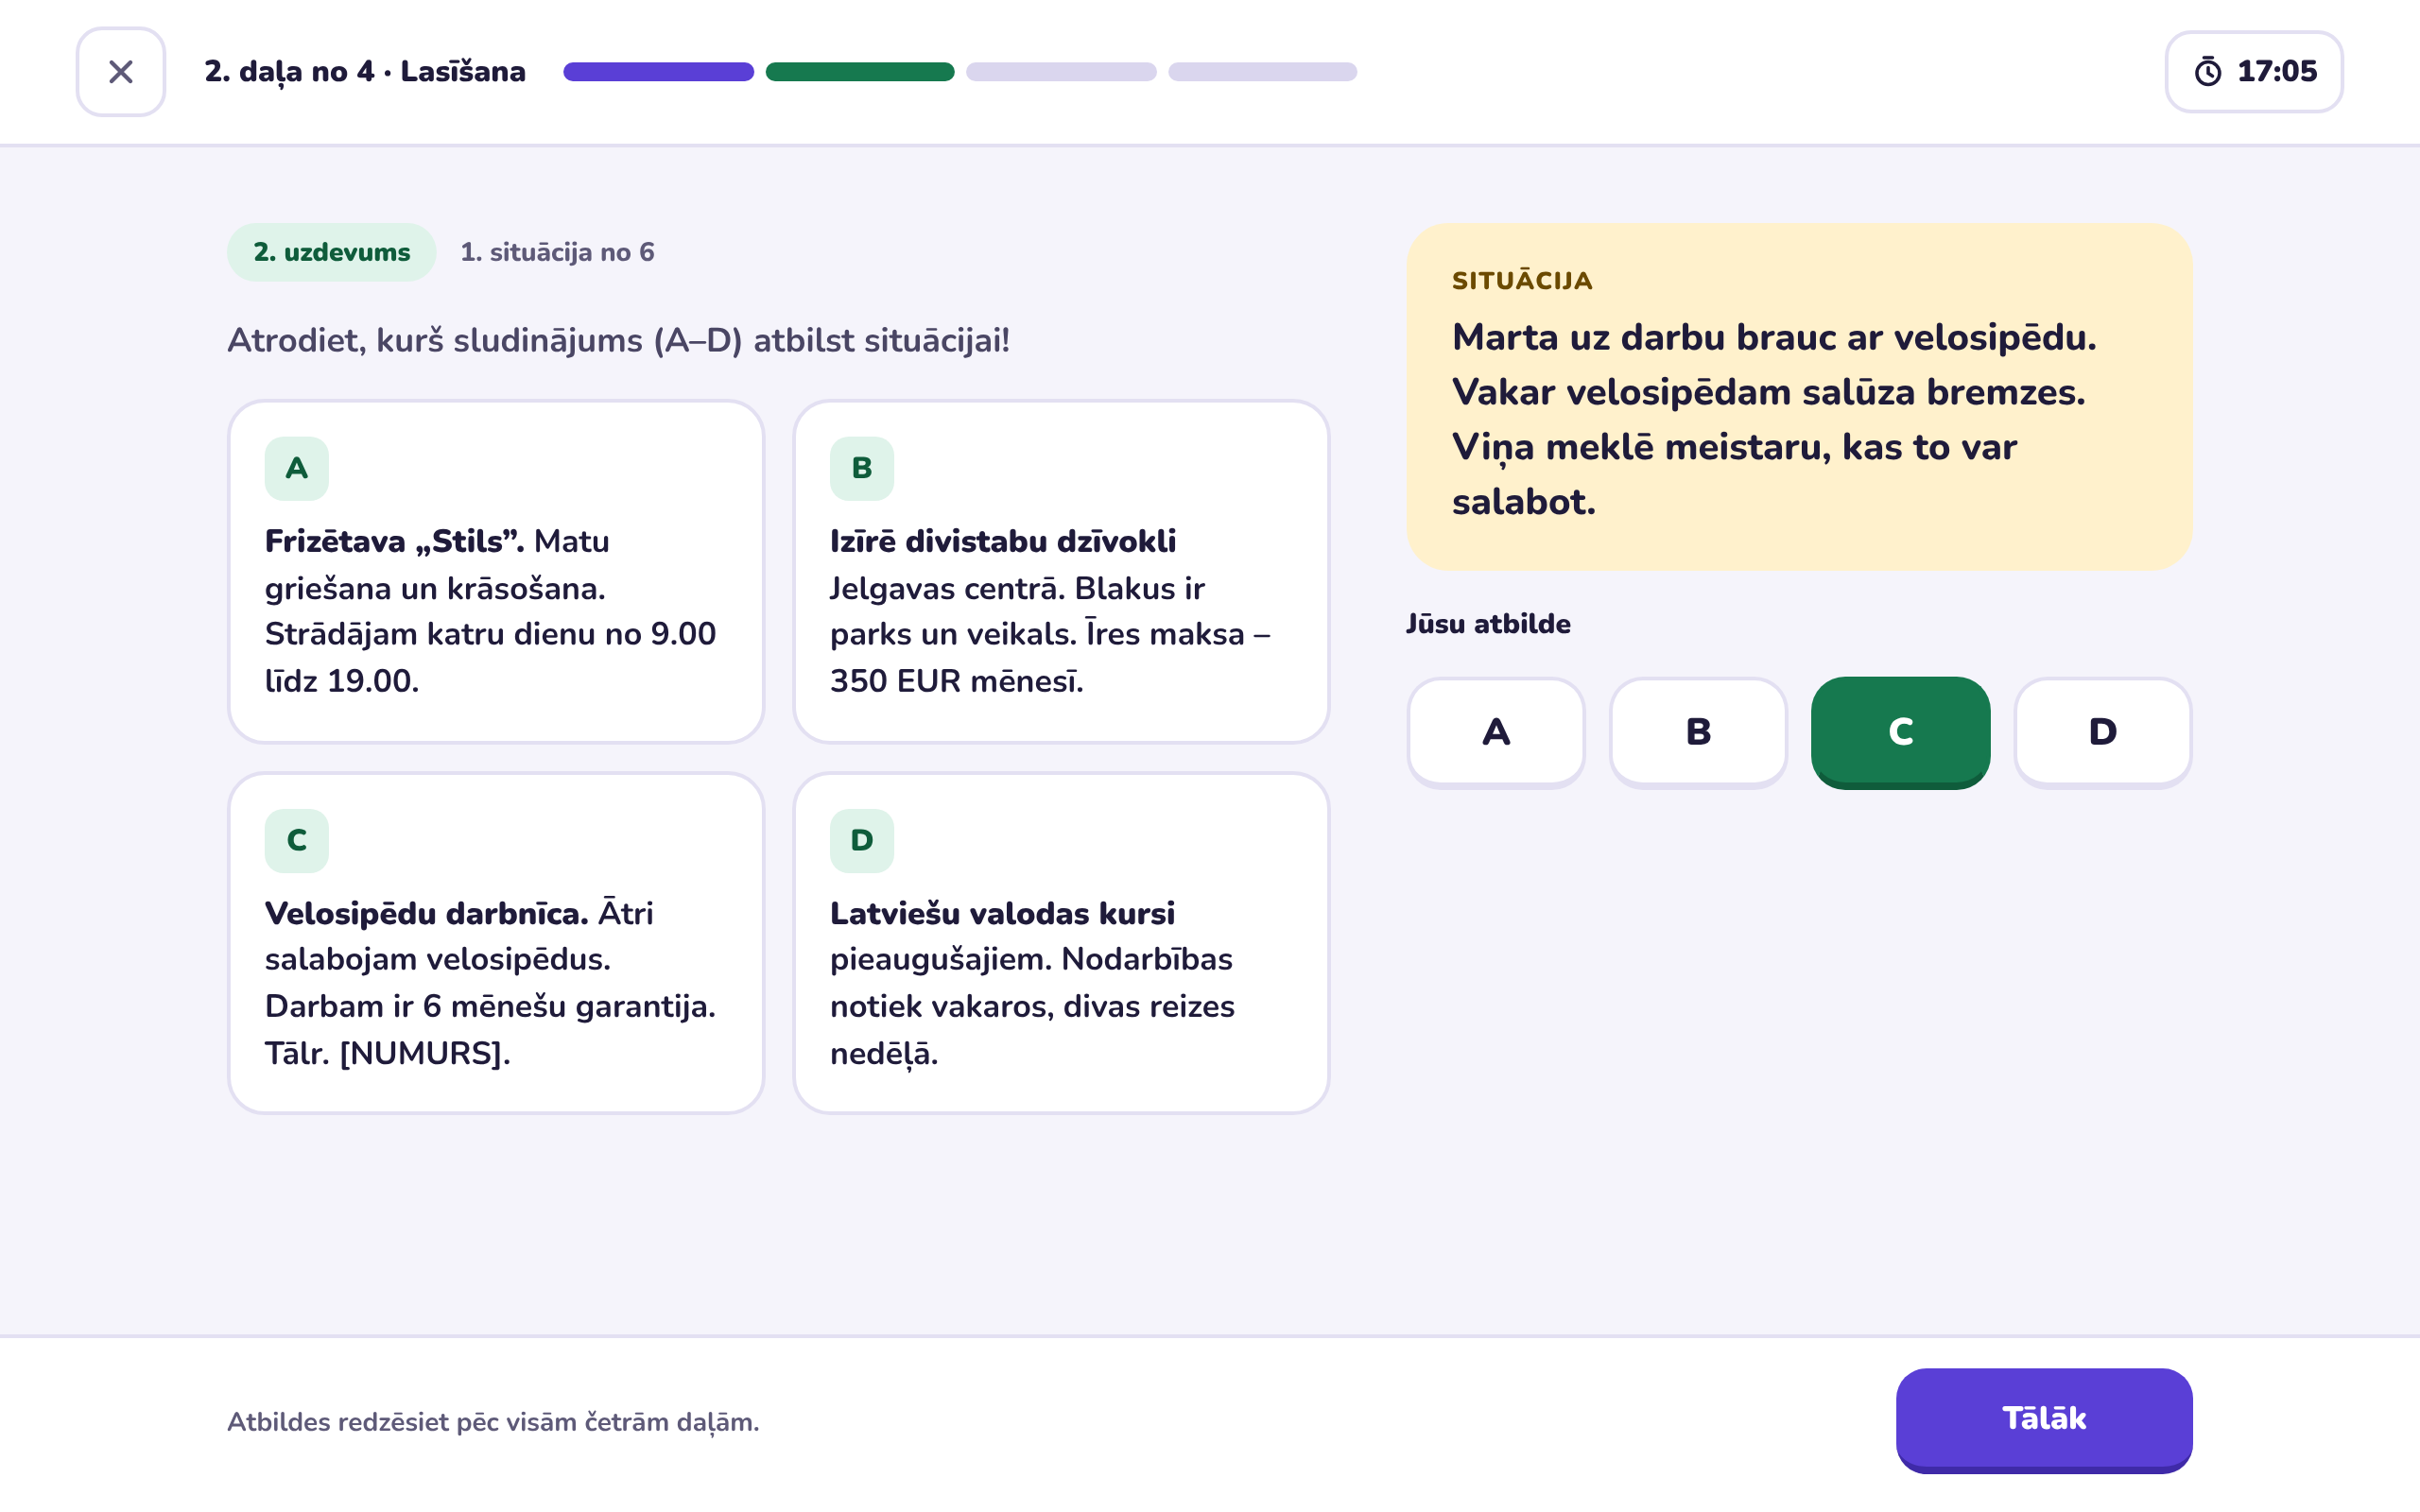 2. daļa no 4 · Lasīšana
17:05
2. uzdevums
1. situācija no 6
Atrodiet, kurš sludinājums (A–D) atbilst situācijai!
A
Frizētava „Stils”. Matu
griešana un krāsošana.
Strādājam katru dienu no 9.00
līdz 19.00.
B
Izīrē divistabu dzīvokli
Jelgavas centrā. Blakus ir
parks un veikals. Īres maksa –
350 EUR mēnesī.
C
Velosipēdu darbnīca. Ātri
salabojam velosipēdus.
Darbam ir 6 mēnešu garantija.
Tālr. [NUMURS].
D
Latviešu valodas kursi
pieaugušajiem. Nodarbības
notiek vakaros, divas reizes
nedēļā.
SITUĀCIJA
Marta uz darbu brauc ar velosipēdu.
Vakar velosipēdam salūza bremzes.
Viņa meklē meistaru, kas to var
salabot.
Jūsu atbilde
A
B
C
D
Atbildes redzēsiet pēc visām četrām daļām.
Tālāk